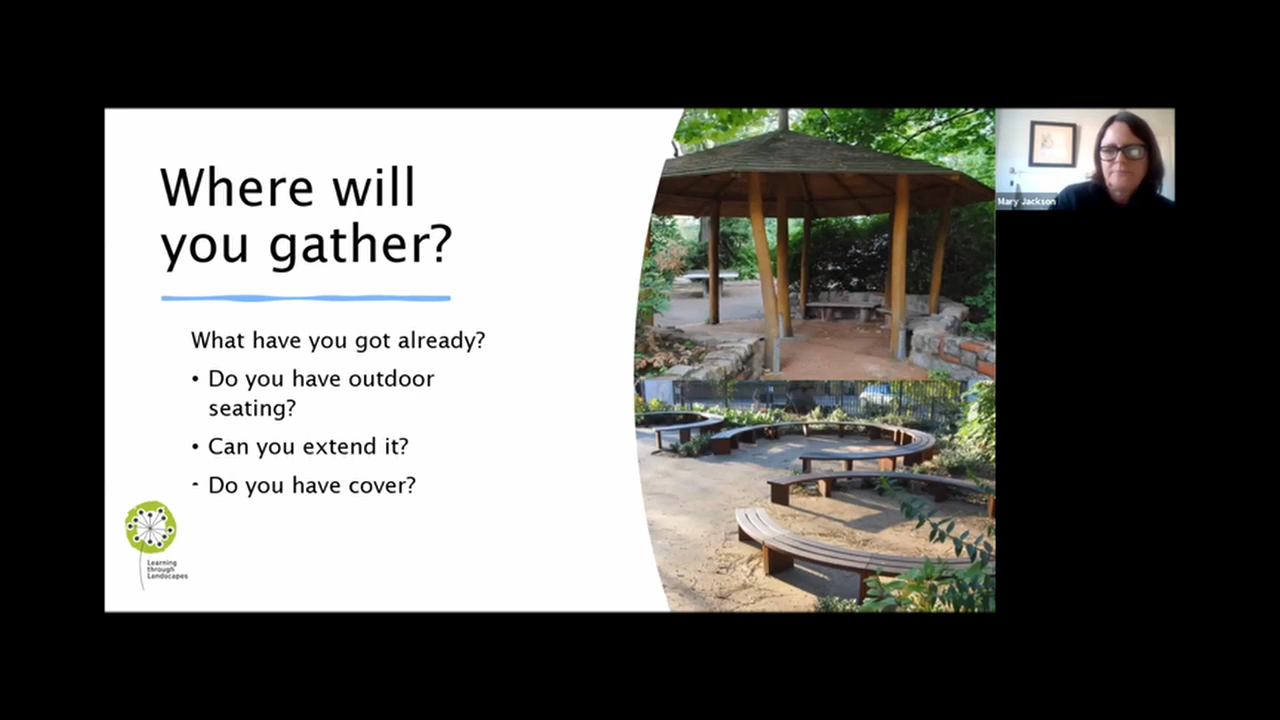 Where will
you gather?
What have you got already?
• Do you have outdoor
seating?
• Can you extend it?
• Do you have cover?
Learning
through
Landscapes
Mary Jackson